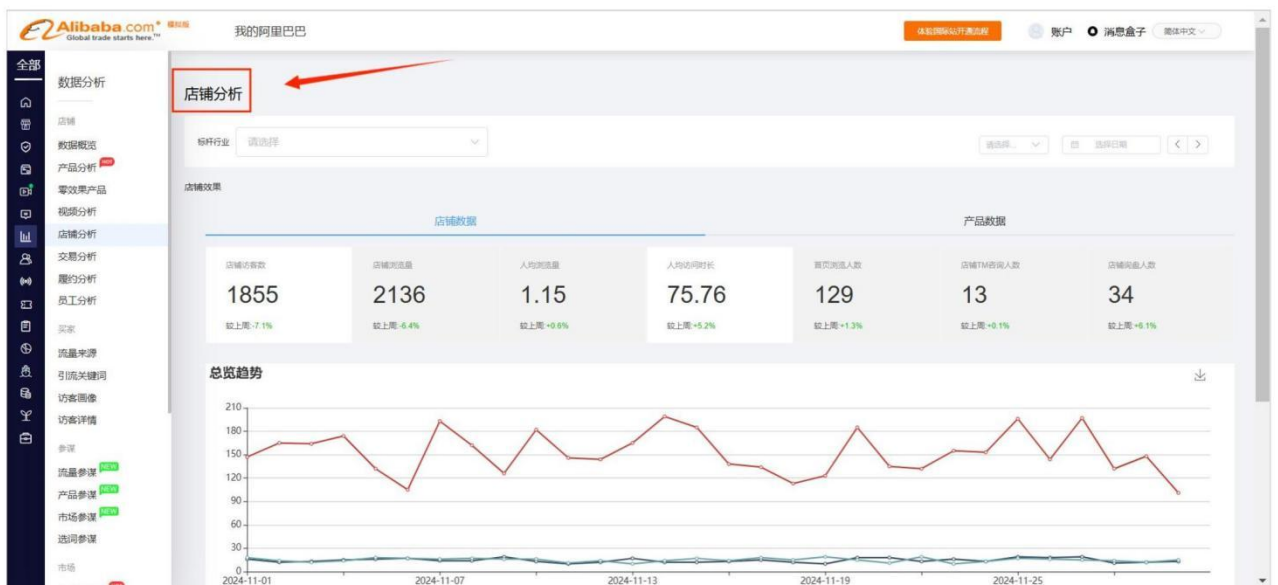 Alibaba.com 模拟版
Global trade starts here.™
我的阿里巴巴
体验国际站开通流程
账户
消息盒子
简体中文
全部
数据分析
店铺
数据概览
产品分析
零效果产品
视频分析
店铺分析
交易分析
履约分析
员工分析
买家
流量来源
引流关键词
访客画像
访客详情
参谋
流量参谋 NEW
产品参谋 NEW
市场参谋 NEW
选词参谋
市场
店铺分析
标杆行业 请选择
请选择... 选择日期
店铺效果
店铺数据 产品数据
店铺访客数 店铺浏览量 人均浏览量 人均访问时长 首页浏览人数 店铺TM咨询人数 店铺询盘人数
1855 2136 1.15 75.76 129 13 34
较上周:-7.1% 较上周:-6.4% 较上周:+0.6% 较上周:+5.2% 较上周:+1.3% 较上周:+0.1% 较上周:+6.1%
总览趋势
210
180
150
120
90
60
30
0
2024-11-01 2024-11-07 2024-11-13 2024-11-19 2024-11-25